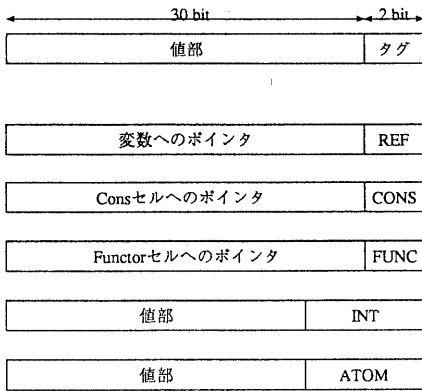 30 bit 2 bit
値部 タグ
変数へのポインタ REF
Consセルへのポインタ CONS
Functorセルへのポインタ FUNC
値部 INT
値部 ATOM